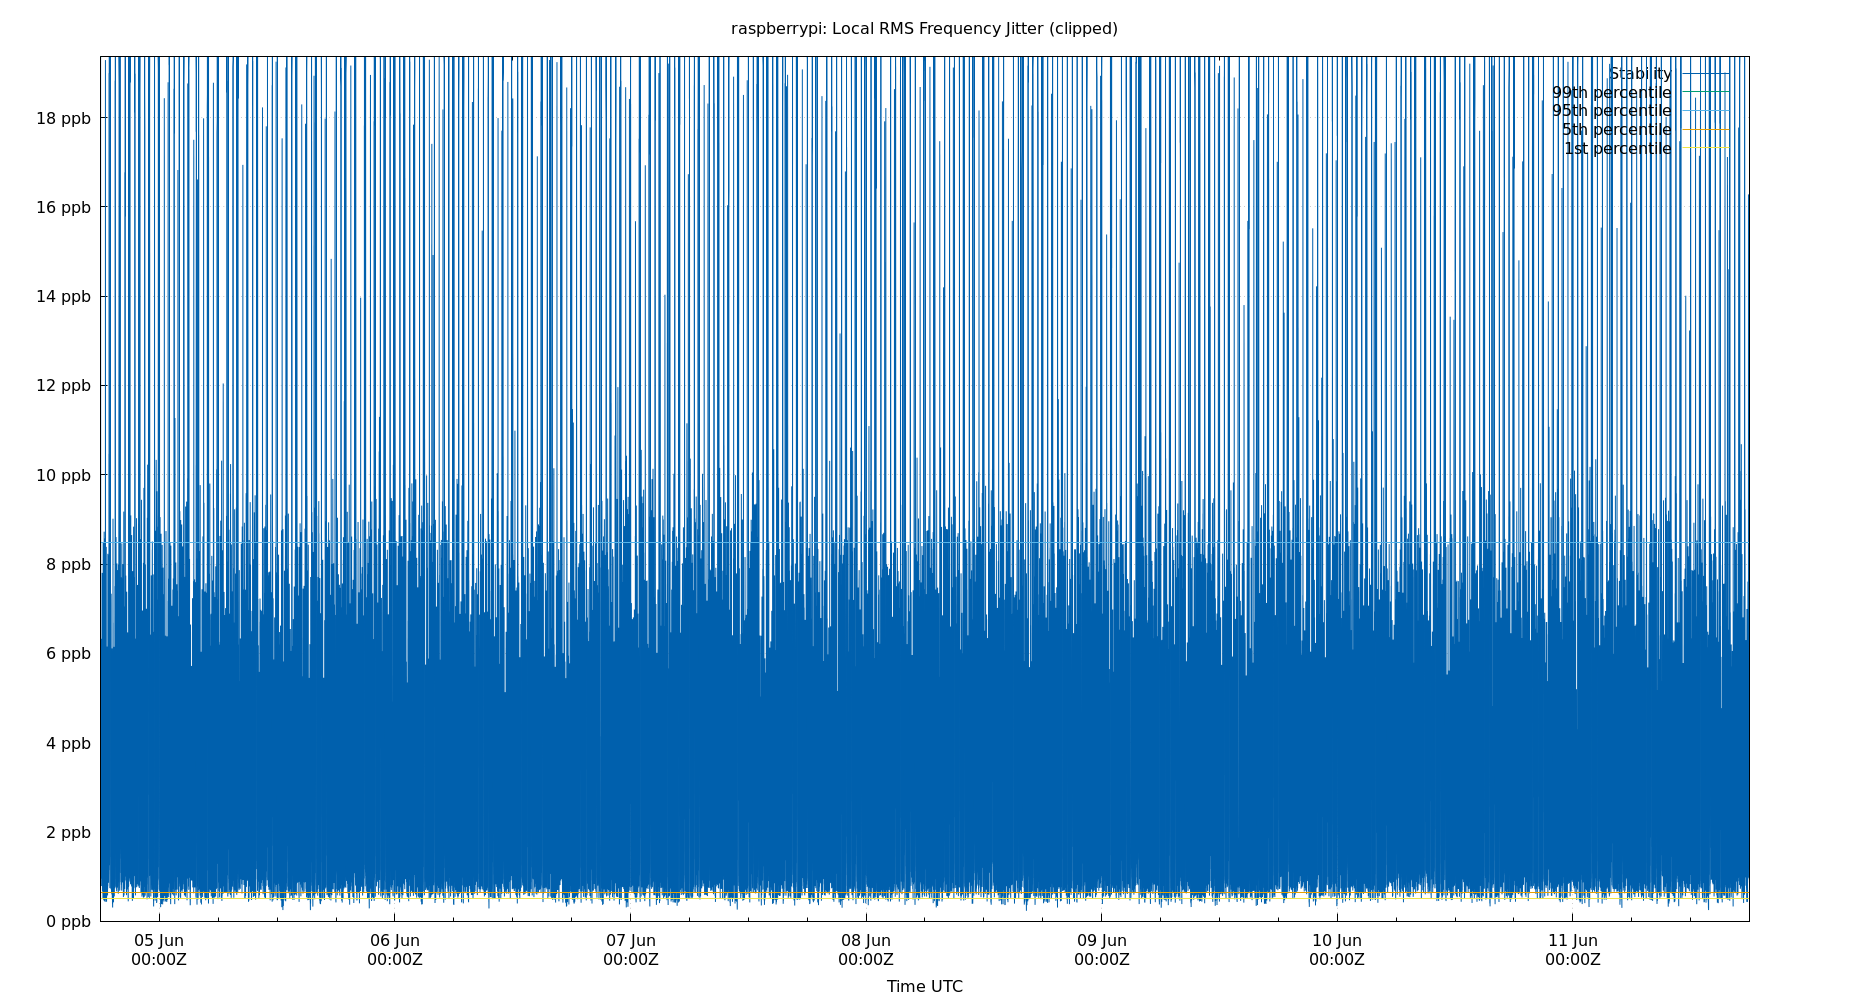 raspberrypi: Local RMS Frequency Jitter (clipped)
Stability
99th percentile
95th percentile
5th percentile
1st percentile
18 ppb
16 ppb
14 ppb
12 ppb
10 ppb
8 ppb
6 ppb
4 ppb
2 ppb
0 ppb
05 Jun 06 Jun 07 Jun 08 Jun 09 Jun 10 Jun 11 Jun
00:00Z 00:00Z 00:00Z 00:00Z 00:00Z 00:00Z 00:00Z
Time UTC